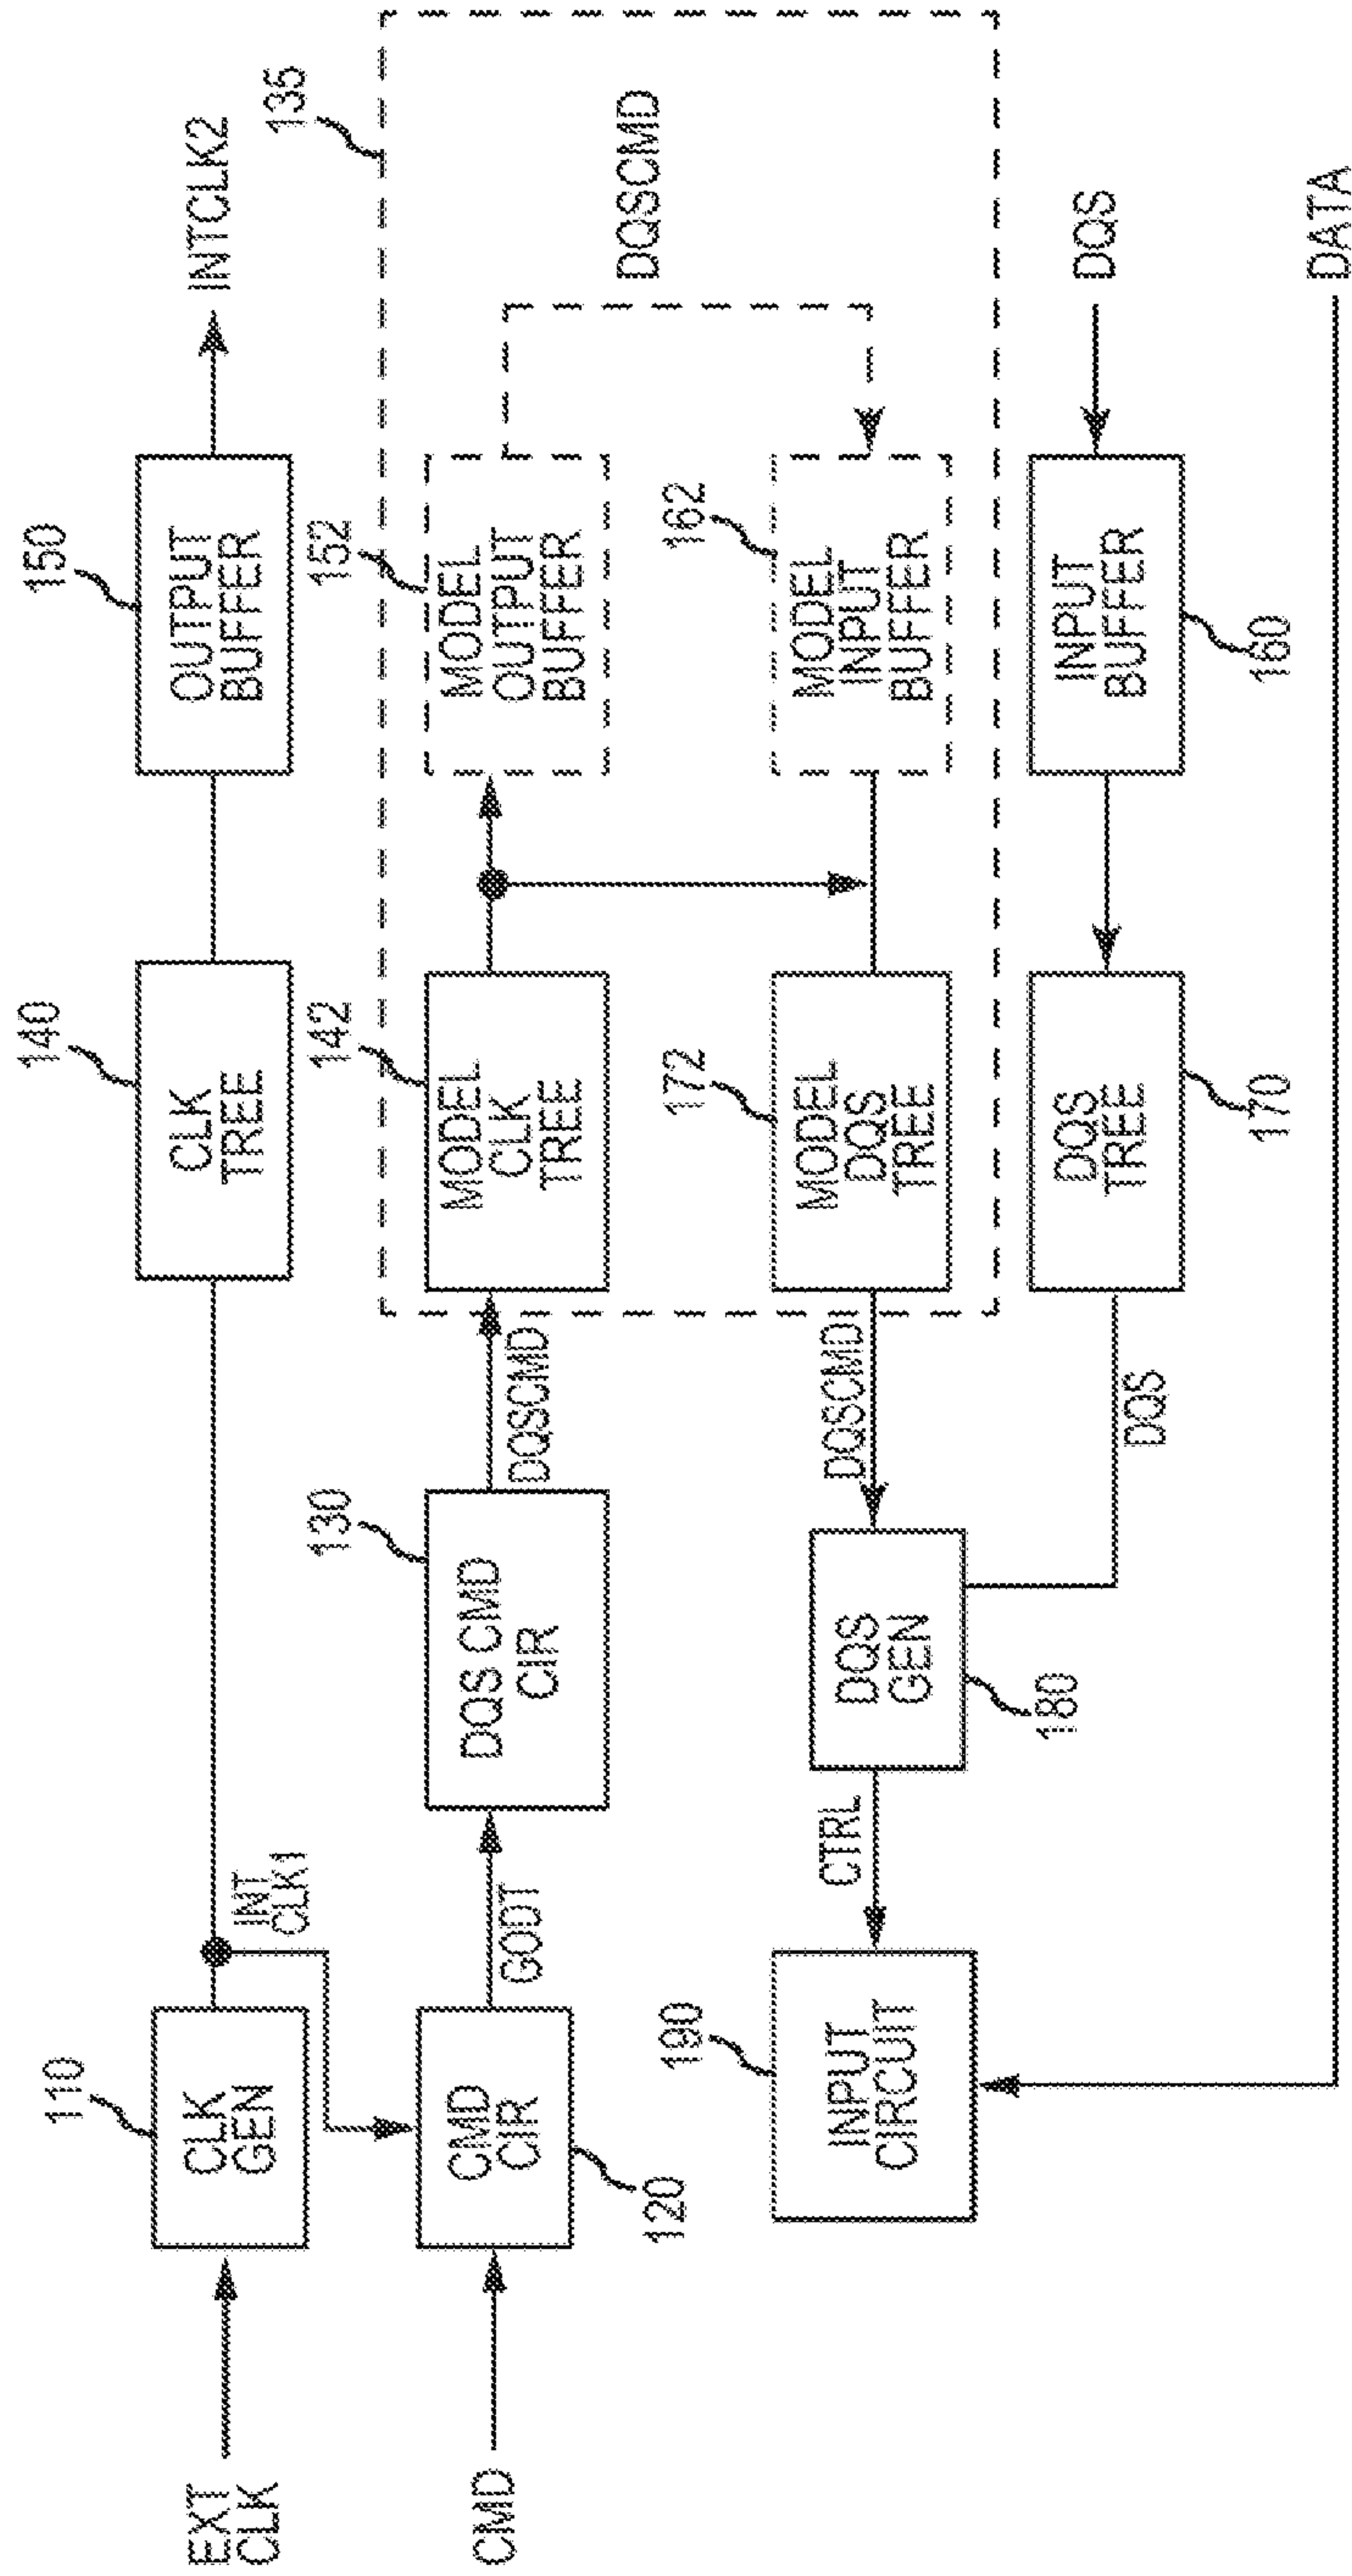 EXT
CLK
110
CLK
GEN
INT
CLK1
140
CLK
TREE
150
OUTPUT
BUFFER
INTCLK2
CMD
CMD
CIR
120
GODT
130
DQS CMD
CIR
DQSCMD
142
MODEL
CLK
TREE
152
MODEL
OUTPUT
BUFFER
135
DQSCMD
190
INPUT
CIRCUIT
CTRL
DQS
GEN
180
DQSCMD
172
MODEL
DQS
TREE
162
MODEL
INPUT
BUFFER
DQS
DQS
TREE
170
INPUT
BUFFER
160
DQS
DATA